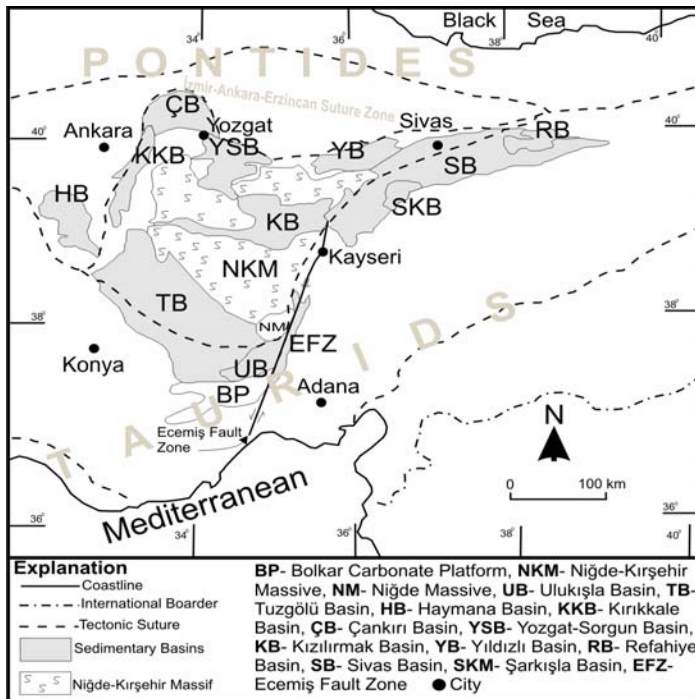 34°
36°
Black Sea
38°
40°
PONTIDES
İzmir-Ankara-Erzincan Suture Zone
ÇB
40°
Ankara
Yozgat
Sivas
RB
40°
KKB
YSB
YB
SB
HB
SKB
KB
Kayseri
NKM
TB
38°
38°
NM
EFZ
Konya
UB
Adana
BP
N
TAURIDS
Ecemiş Fault
Zone
0 100 km
Mediterranean
36°
36°
34°
36°
38°
40°
Explanation
Coastline
International Boarder
Tectonic Suture
Sedimentary Basins
Niğde-Kırşehir Massif
BP- Bolkar Carbonate Platform, NKM- Niğde-Kırşehir
Massive, NM- Niğde Massive, UB- Ulukışla Basin, TB-
Tuzgölü Basin, HB- Haymana Basin, KKB- Kırıkkale
Basin, ÇB- Çankırı Basin, YSB- Yozgat-Sorgun Basin,
KB- Kızılırmak Basin, YB- Yıldızlı Basin, RB- Refahiye
Basin, SB- Sivas Basin, SKM- Şarkışla Basin, EFZ-
Ecemiş Fault Zone City